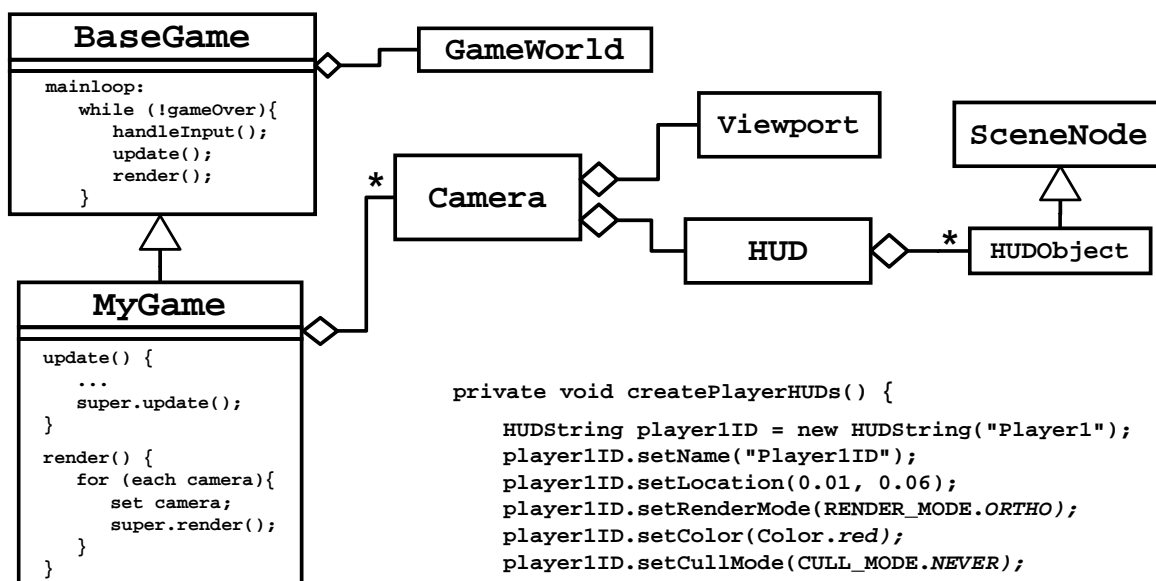 BaseGame
mainloop:
while (!gameOver){
handleInput();
update();
render();
}
GameWorld
Viewport
SceneNode
*
Camera
HUD
*
HUDObject
MyGame
update() {
...
super.update();
}
render() {
for (each camera){
set camera;
super.render();
}
}
private void createPlayerHUDs() {
HUDString player1ID = new HUDString("Player1");
player1ID.setName("Player1ID");
player1ID.setLocation(0.01, 0.06);
player1ID.setRenderMode(RENDER_MODE.ORTHO);
player1ID.setColor(Color.red);
player1ID.setCullMode(CULL_MODE.NEVER);